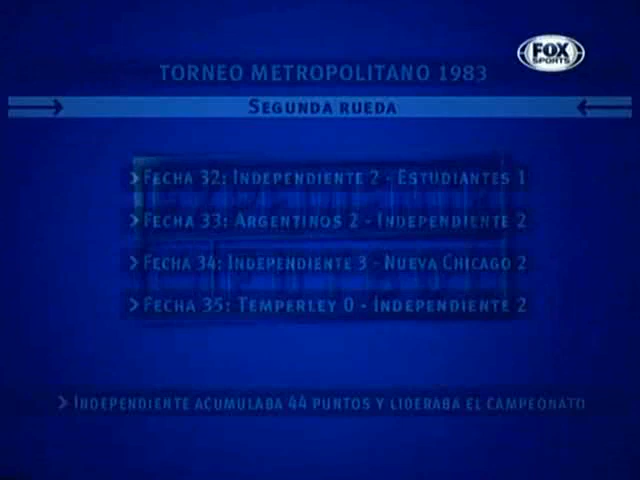 FOX
SPORTS
TORNEO METROPOLITANO 1983
SEGUNDA RUEDA
FECHA 32: INDEPENDIENTE 2 - ESTUDIANTES 1
FECHA 33: ARGENTINOS 2 - INDEPENDIENTE 2
FECHA 34: INDEPENDIENTE 3 - NUEVA CHICAGO 2
FECHA 35: TEMPERLEY 0 - INDEPENDIENTE 2
INDEPENDIENTE ACUMULABA 44 PUNTOS Y LIDERABA EL CAMPEONATO